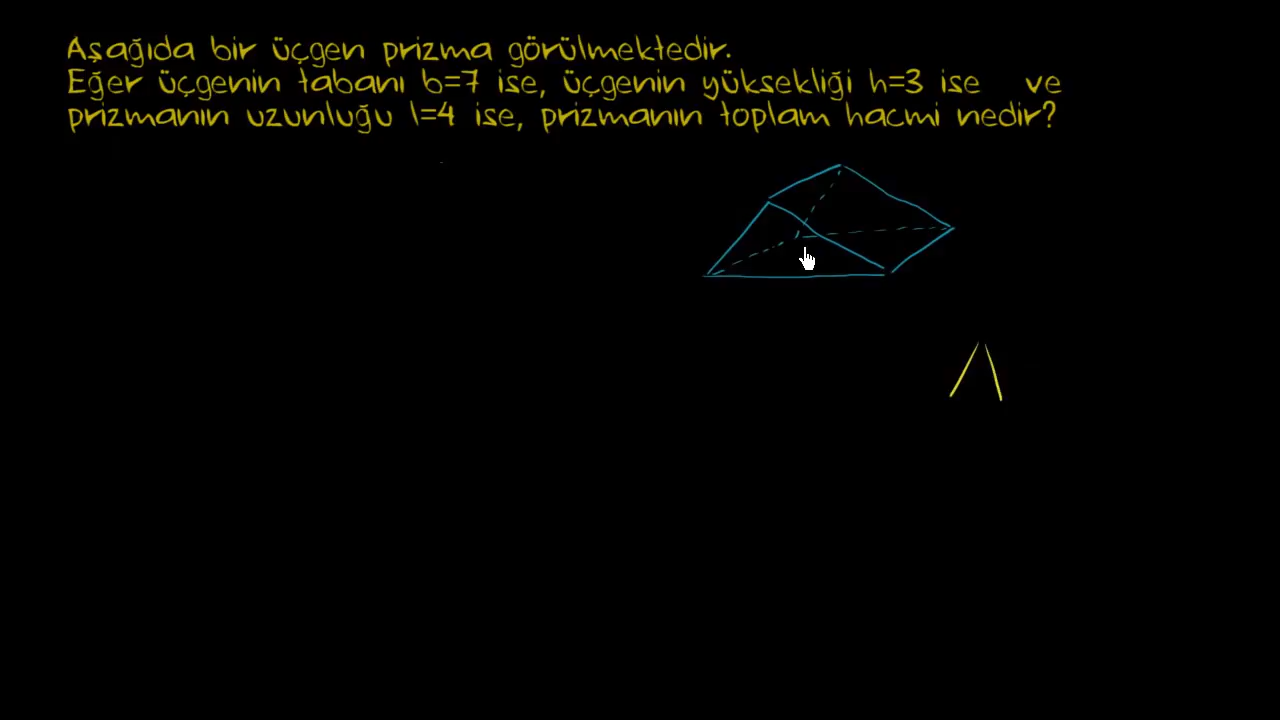 Aşağıda bir üçgen prizma görülmektedir.
Eğer üçgenin tabanı b=7 ise, üçgenin yüksekliği h=3 ise ve
prizmanın uzunluğu l=4 ise, prizmanın toplam hacmi nedir?